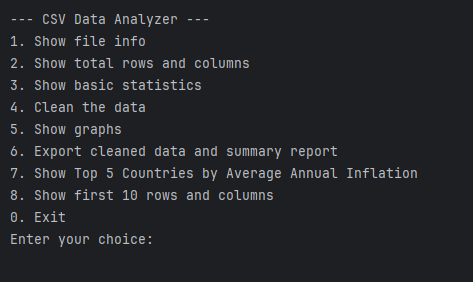 --- CSV Data Analyzer ---
1. Show file info
2. Show total rows and columns
3. Show basic statistics
4. Clean the data
5. Show graphs
6. Export cleaned data and summary report
7. Show Top 5 Countries by Average Annual Inflation
8. Show first 10 rows and columns
0. Exit
Enter your choice: